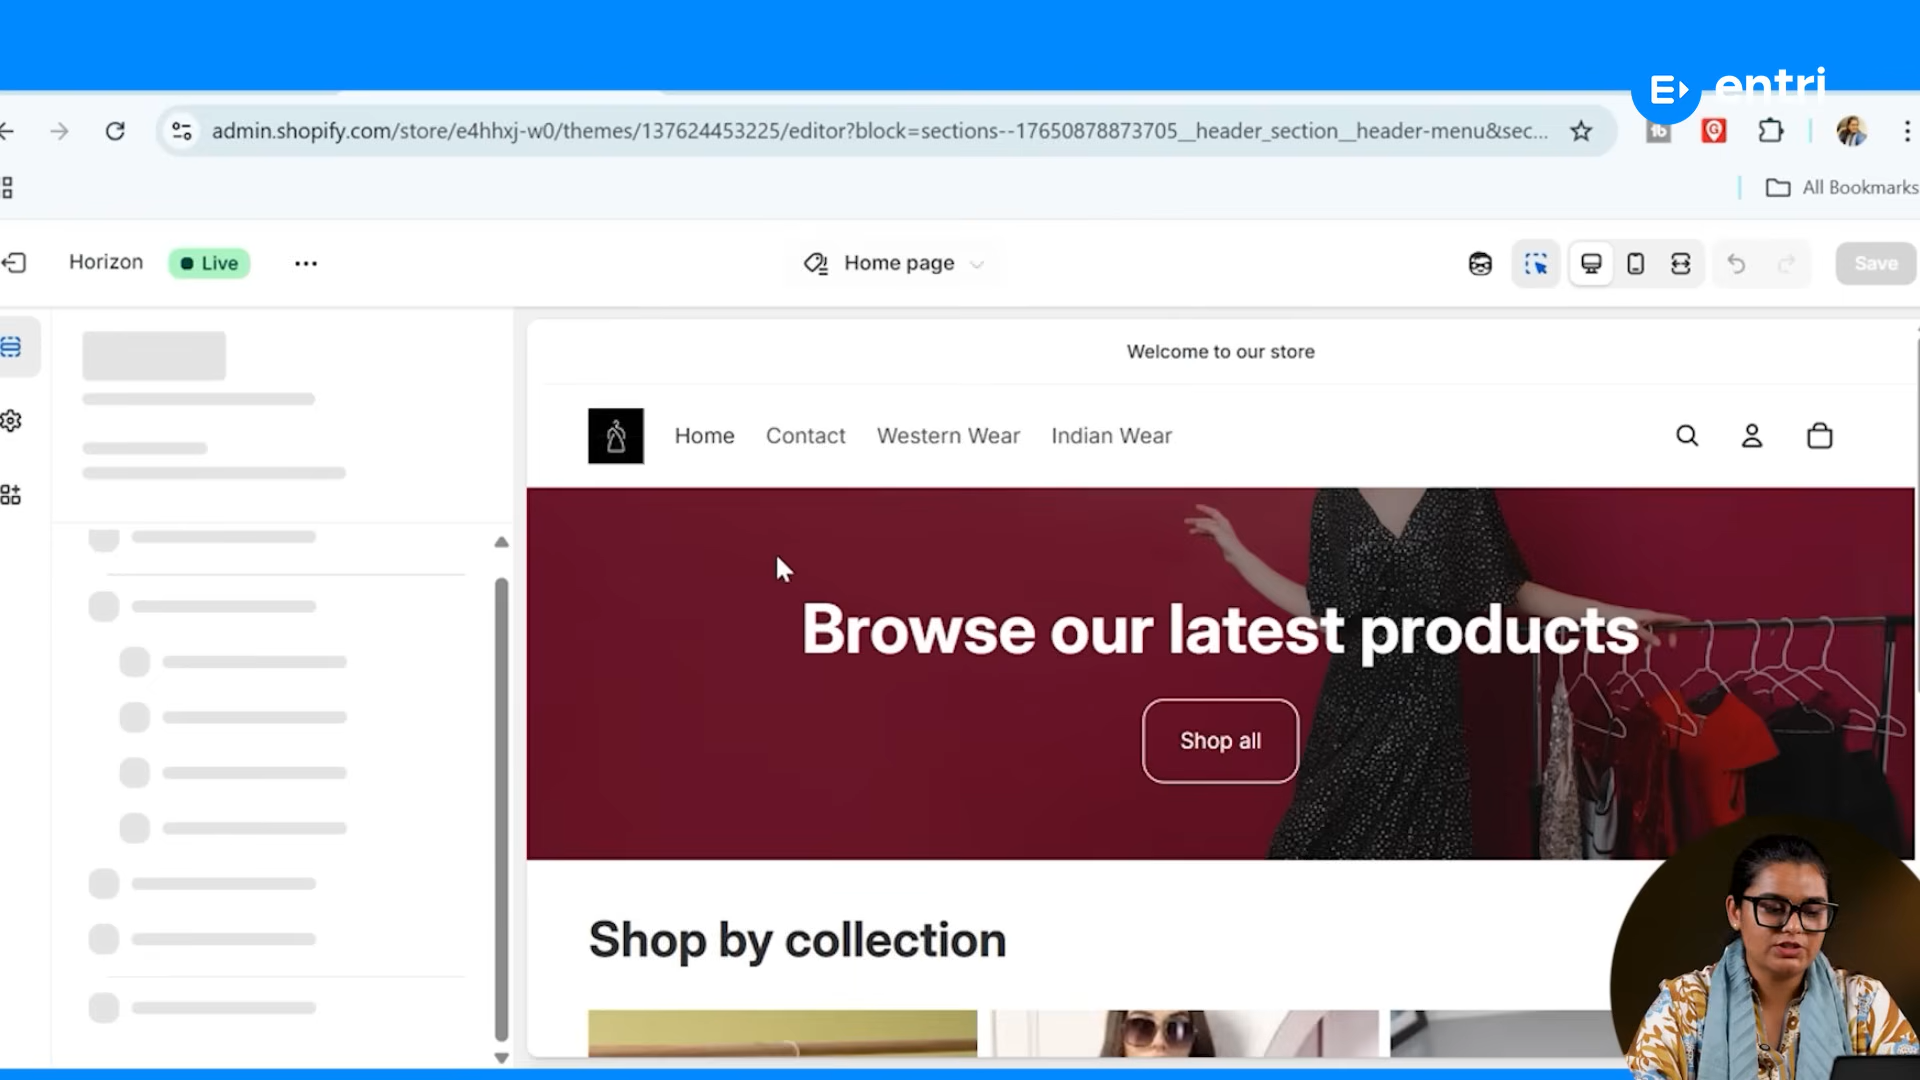 entri
admin.shopify.com/store/e4hhxj-w0/themes/137624453225/editor?block=sections--17650878873705__header_section__header-menu&sec...
All Bookmarks
Horizon
Live
Home page
Save
Welcome to our store
Home
Contact
Western Wear
Indian Wear
Browse our latest products
Shop all
Shop by collection